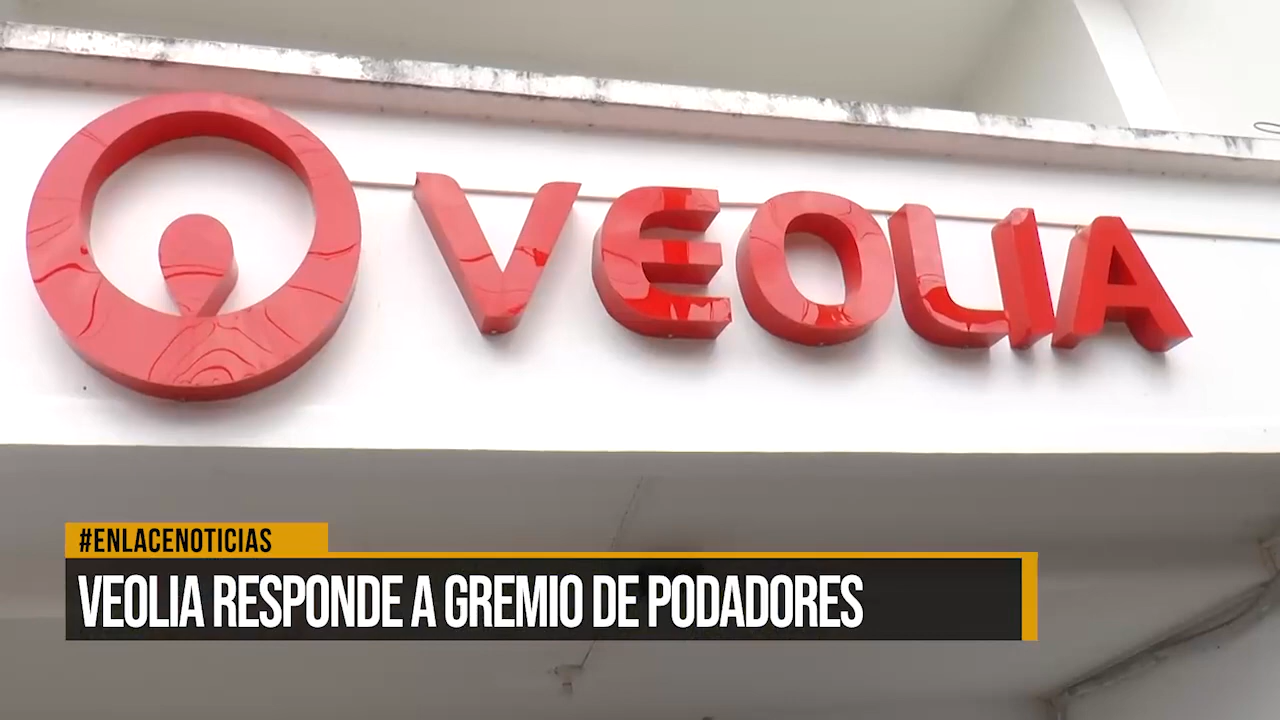 VEOLIA
#ENLACENOTICIAS
VEOLIA RESPONDE A GREMIO DE PODADORES